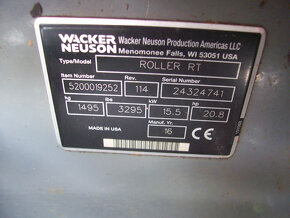 WACKER NEUSON
Wacker Neuson Production Americas LLC
Menomonee Falls, WI 53051 USA
Type/Model
ROLLER RT
Item Number Rev. Serial Number
5200019252 114 24324741
kg lb kW hp
1495 3295 15.5 20.8
MADE IN USA
Manuf. Yr.
16
CE